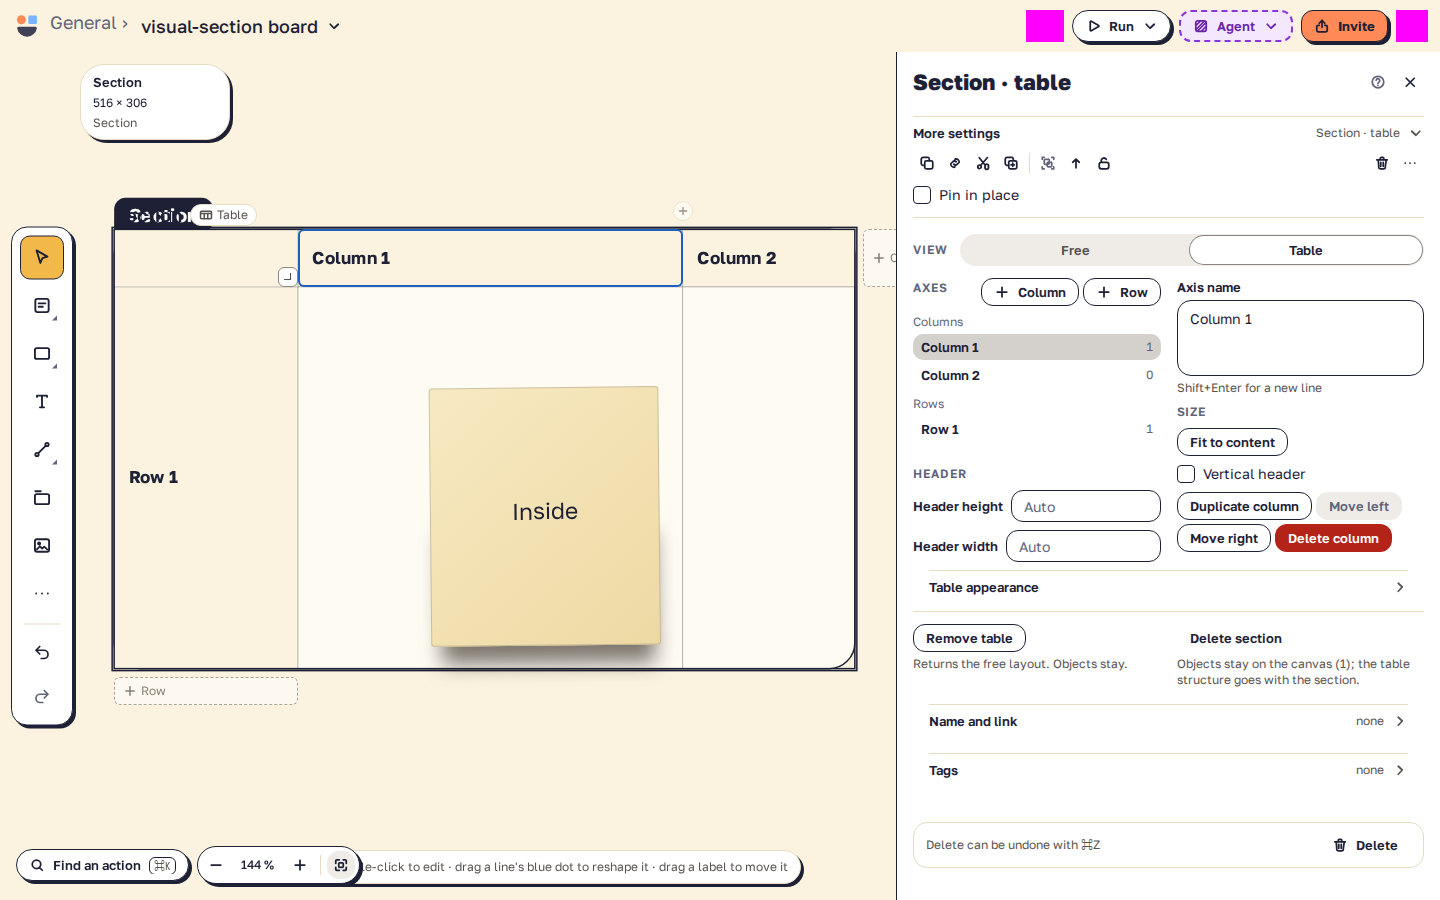 General ›
visual-section board
Run
Agent
Invite
Section
516 × 306
Section
Table
Column 1
Column 2
Row 1
Inside
Row
Find an action ⌘K
144 %
-click to edit · drag a line's blue dot to reshape it · drag a label to move it
Section · table
More settings
Section · table
Pin in place
VIEW
Free
Table
AXES
Column
Row
Columns
Column 1 1
Column 2 0
Rows
Row 1 1
HEADER
Header height Auto
Header width Auto
Axis name
Column 1
Shift+Enter for a new line
SIZE
Fit to content
Vertical header
Duplicate column
Move left
Move right
Delete column
Table appearance
Remove table
Returns the free layout. Objects stay.
Delete section
Objects stay on the canvas (1); the table
structure goes with the section.
Name and link none
Tags none
Delete can be undone with ⌘Z
Delete